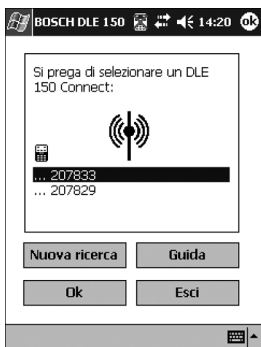 BOSCH DLE 150 14:20 ok
Si prega di selezionare un DLE
150 Connect:
... 207833
... 207829
Nuova ricerca Guida
Ok Esci